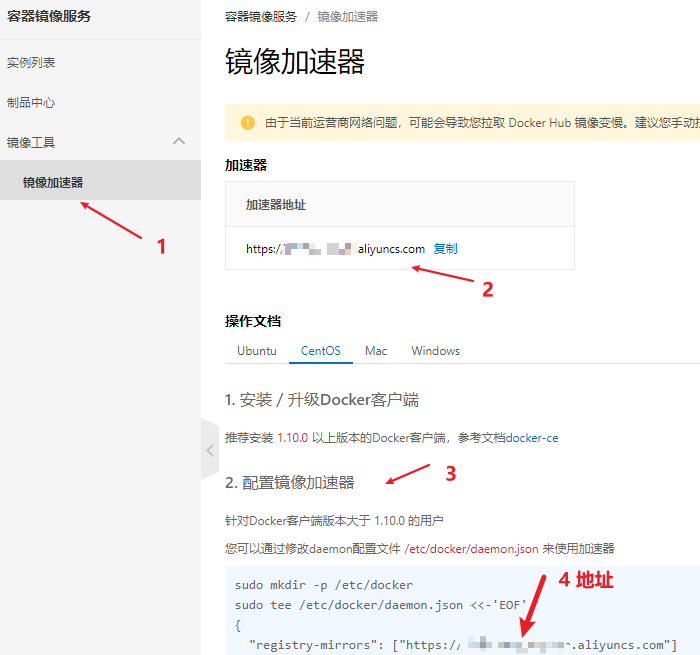 容器镜像服务
实例列表
制品中心
镜像工具
镜像加速器
1
容器镜像服务 / 镜像加速器
镜像加速器
由于当前运营商网络问题，可能会导致您拉取 Docker Hub 镜像变慢。建议您手动
加速器
加速器地址
https:/ .aliyuncs.com 复制
2
操作文档
Ubuntu CentOS Mac Windows
1. 安装 / 升级Docker客户端
推荐安装 1.10.0 以上版本的Docker客户端，参考文档docker-ce
2. 配置镜像加速器
3
针对Docker客户端版本大于 1.10.0 的用户
您可以通过修改daemon配置文件 /etc/docker/daemon.json 来使用加速器
4 地址
sudo mkdir -p /etc/docker
sudo tee /etc/docker/daemon.json <<-'EOF'
{
"registry-mirrors": ["https:/ .aliyuncs.com"]